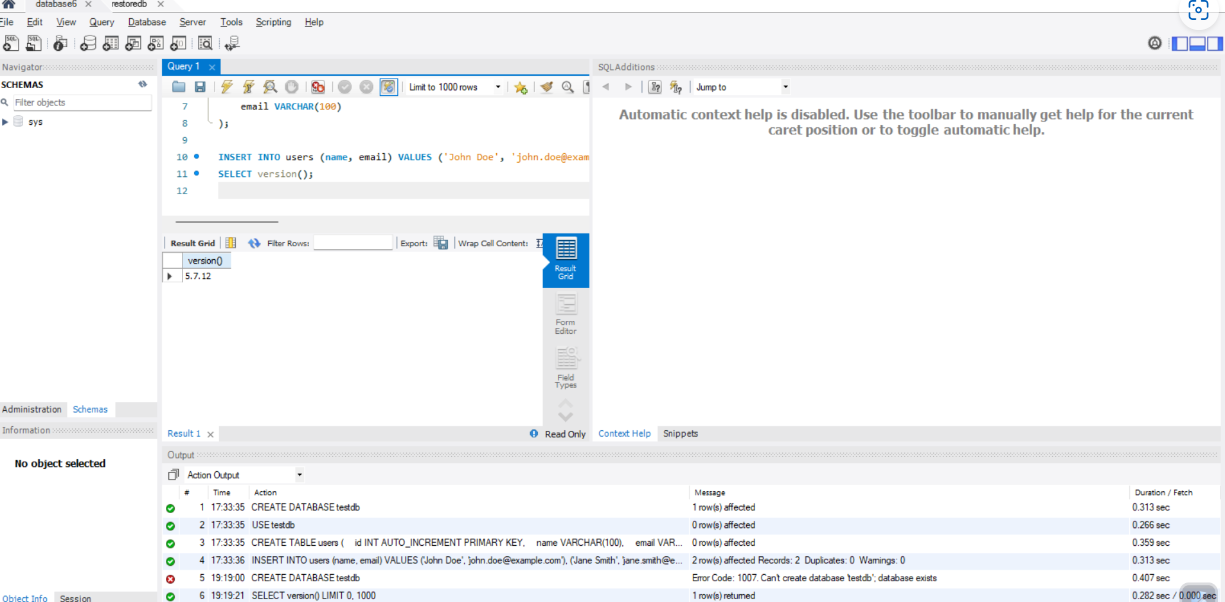 database6 × restoredb ×
File Edit View Query Database Server Tools Scripting Help
Navigator
SCHEMAS
Filter objects
sys
Administration Schemas
Information
No object selected
Object Info Session
Query 1 ×
Limit to 1000 rows
7 email VARCHAR(100)
8 );
9
10 INSERT INTO users (name, email) VALUES ('John Doe', 'john.doe@exam
11 SELECT version();
12
Result Grid Filter Rows: Export: Wrap Cell Content:
version()
5.7.12
Result
Grid
Form
Editor
Field
Types
Result 1 × Read Only
SQLAdditions
Jump to
Automatic context help is disabled. Use the toolbar to manually get help for the current
caret position or to toggle automatic help.
Context Help Snippets
Output
Action Output
# Time Action Message Duration / Fetch
1 17:33:35 CREATE DATABASE testdb 1 row(s) affected 0.313 sec
2 17:33:35 USE testdb 0 row(s) affected 0.266 sec
3 17:33:35 CREATE TABLE users ( id INT AUTO_INCREMENT PRIMARY KEY, name VARCHAR(100), email VAR... 0 row(s) affected 0.359 sec
4 17:33:36 INSERT INTO users (name, email) VALUES ('John Doe', 'john.doe@example.com'), ('Jane Smith', 'jane.smith@e... 2 row(s) affected Records: 2 Duplicates: 0 Warnings: 0 0.313 sec
5 19:19:00 CREATE DATABASE testdb Error Code: 1007. Can't create database 'testdb'; database exists 0.407 sec
6 19:19:21 SELECT version() LIMIT 0, 1000 1 row(s) returned 0.282 sec / 0.000 sec